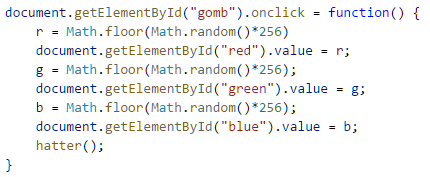 document.getElementById("gomb").onclick = function() {
    r = Math.floor(Math.random()*256)
    document.getElementById("red").value = r;
    g = Math.floor(Math.random()*256);
    document.getElementById("green").value = g;
    b = Math.floor(Math.random()*256);
    document.getElementById("blue").value = b;
    hatter();
}